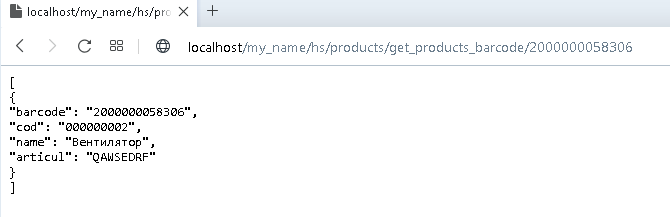 localhost/my_name/hs/pro
localhost/my_name/hs/products/get_products_barcode/2000000058306
[
{
"barcode": "2000000058306",
"cod": "000000002",
"name": "Вентилятор",
"articul": "QAWSEDRF"
}
]